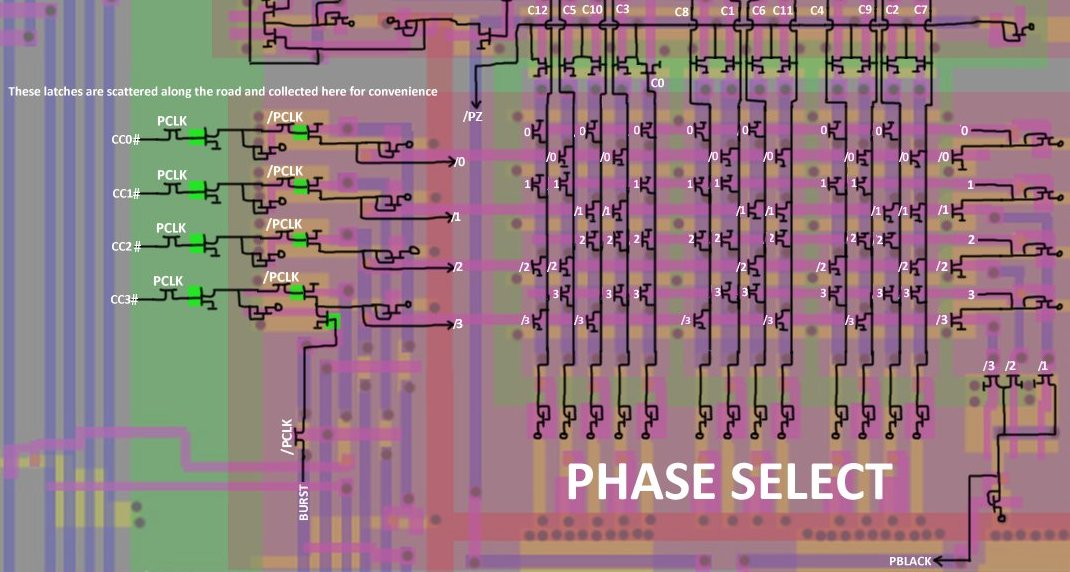 C12 C5 C10 C3 C8 C1 C6 C11 C4 C9 C2 C7
C0
These latches are scattered along the road and collected here for convenience
/PZ
PCLK /PCLK
0 0 0 0 0 0 0 0
CC0#
/0 /0 /0 /0 /0 /0 /0 /0
PCLK /PCLK
1 1 1 1 1 1 1 1
CC1#
/1 /1 /1 /1 /1 /1 /1 /1
PCLK /PCLK
2 2 2 2 2 2 2 2 2
CC2#
/2 /2 /2 /2 /2 /2 /2
PCLK /PCLK
3 3 3 3 3 3 3 3 3
CC3#
/3 /3 /3 /3 /3 /3 /3
/3 /2 /1
/PCLK
BURST
PHASE SELECT
PBLACK